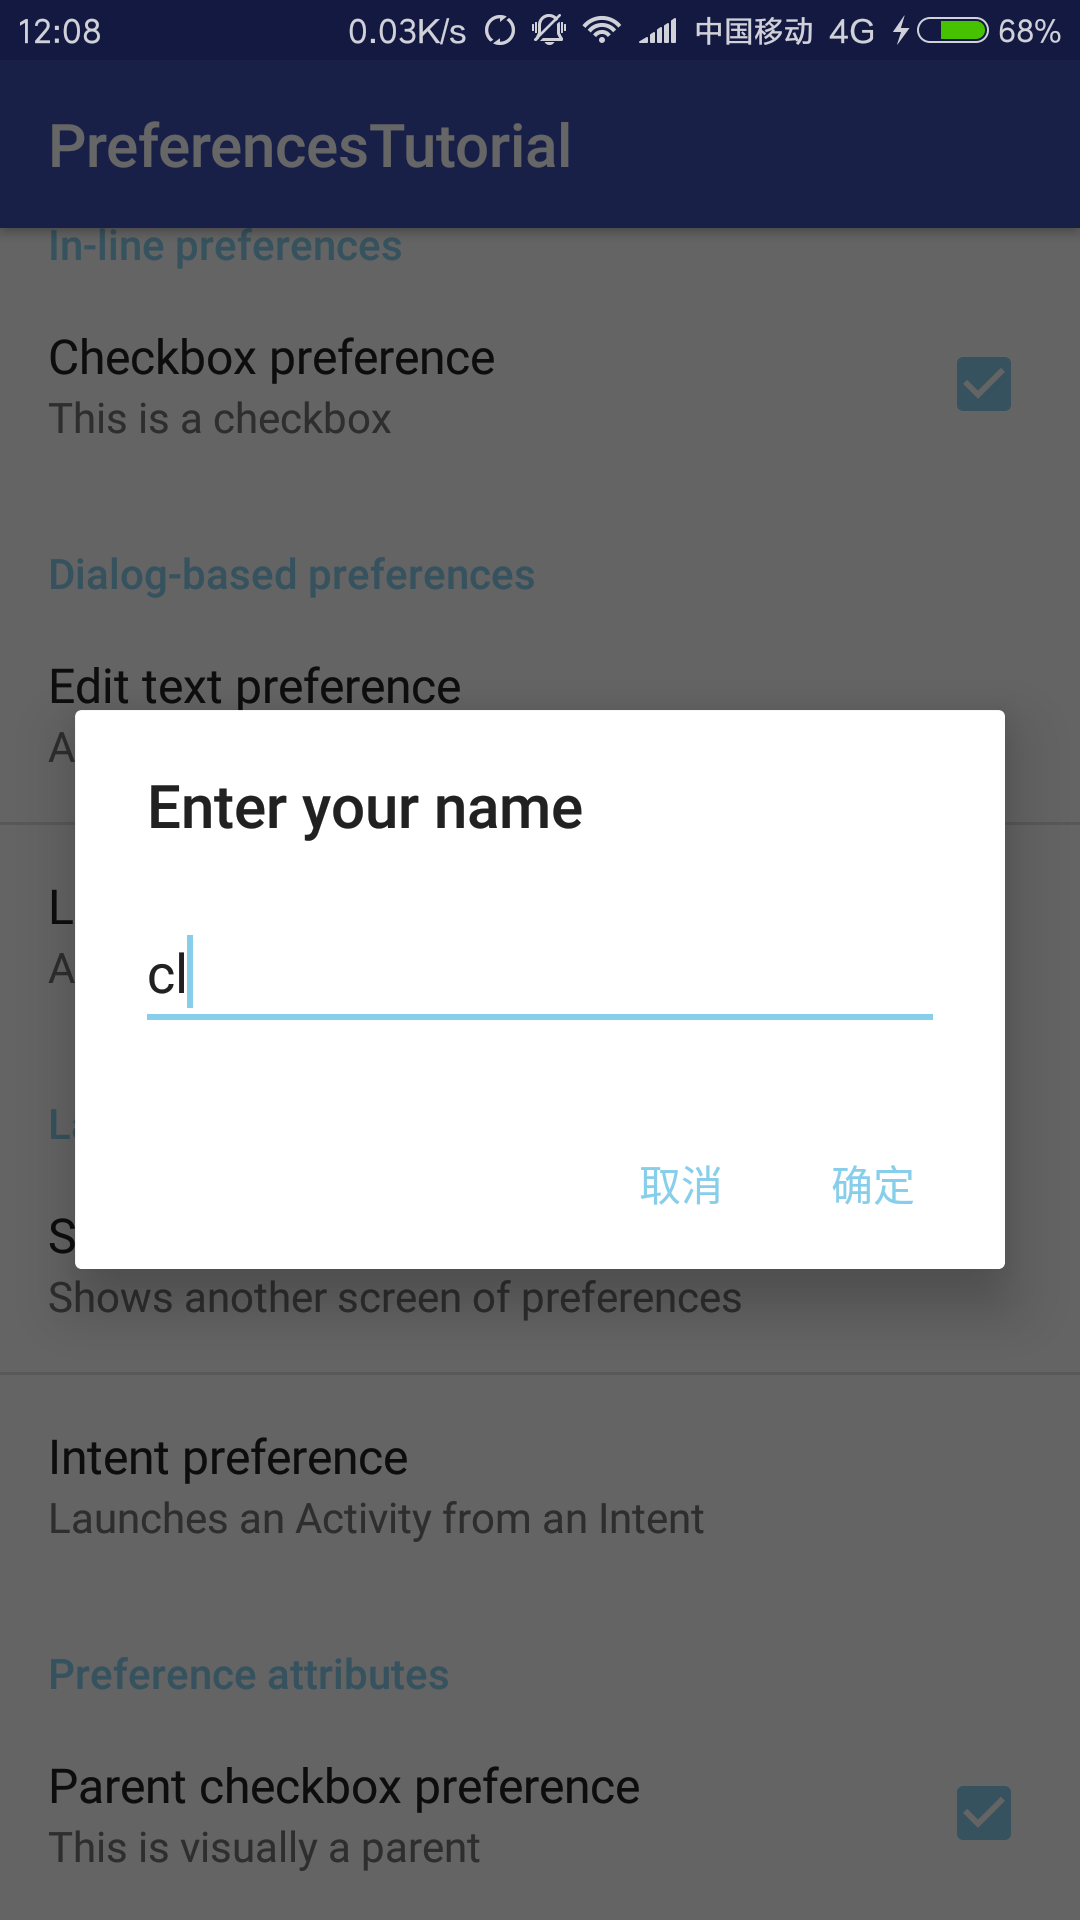 12:08 0.03K/s 中国移动 4G 68%
PreferencesTutorial
In-line preferences
Checkbox preference
This is a checkbox
Dialog-based preferences
Edit text preference
A
Enter your name
L
cl
A
La
取消 确定
S
Shows another screen of preferences
Intent preference
Launches an Activity from an Intent
Preference attributes
Parent checkbox preference
This is visually a parent